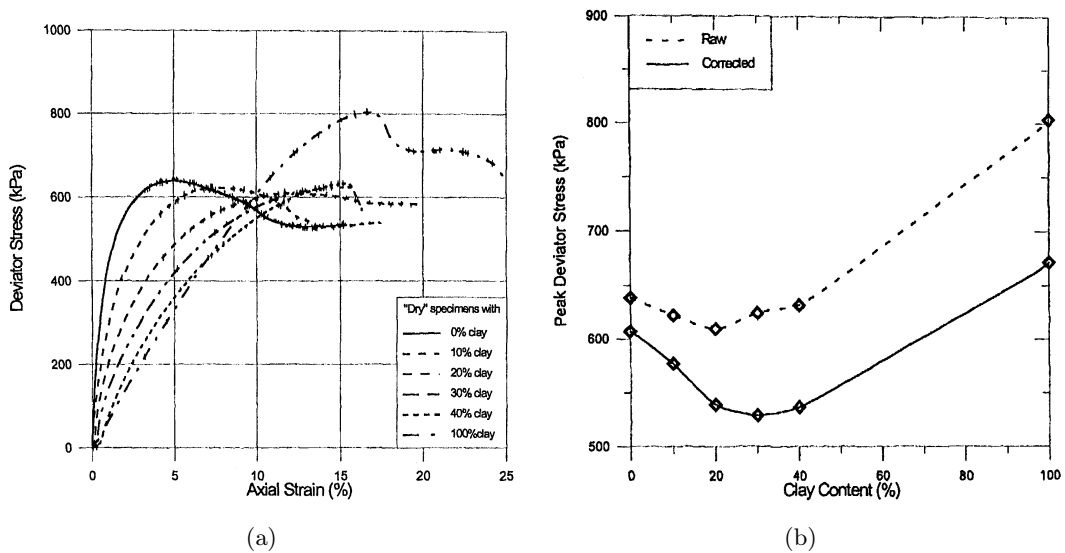 1000
800
600
400
200
0
Deviator Stress (kPa)
0 5 10 15 20 25
Axial Strain (%)
"Dry" specimens with
0% clay
10% clay
20% clay
30% clay
40% clay
100%clay
(a)
900
800
700
600
500
Peak Deviator Stress (kPa)
Raw
Corrected
0 20 40 60 80 100
Clay Content (%)
(b)